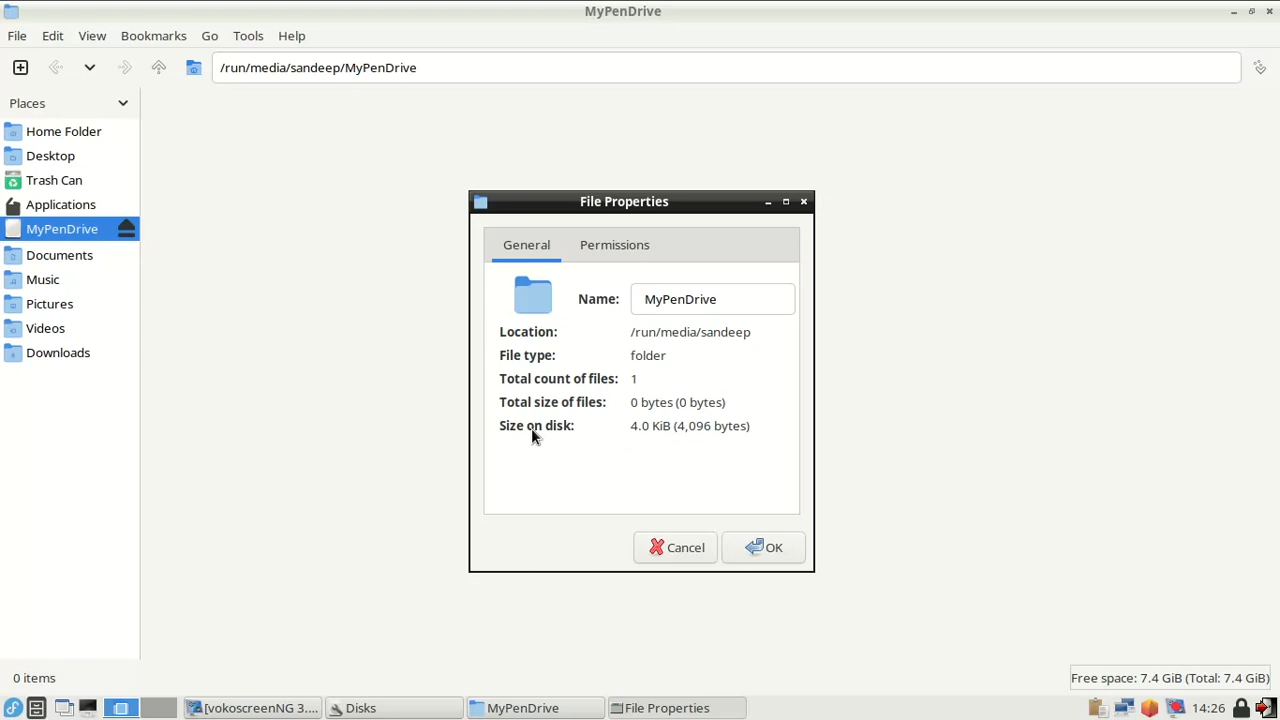 MyPenDrive
File Edit View Bookmarks Go Tools Help
/run/media/sandeep/MyPenDrive
Places
Home Folder
Desktop
Trash Can
Applications
MyPenDrive
Documents
Music
Pictures
Videos
Downloads
File Properties
General Permissions
Name: MyPenDrive
Location: /run/media/sandeep
File type: folder
Total count of files: 1
Total size of files: 0 bytes (0 bytes)
Size on disk: 4.0 KiB (4,096 bytes)
Cancel OK
0 items
Free space: 7.4 GiB (Total: 7.4 GiB)
[vokoscreenNG 3.... Disks MyPenDrive File Properties 14:26